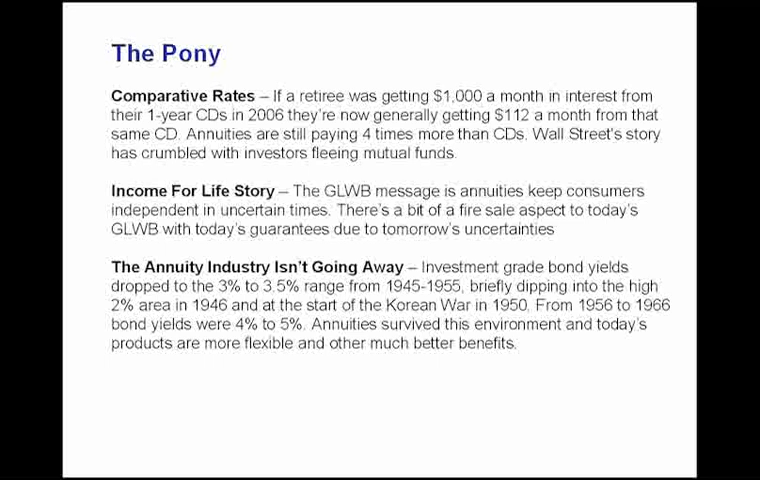 The Pony
Comparative Rates – If a retiree was getting $1,000 a month in interest from
their 1-year CDs in 2006 they're now generally getting $112 a month from that
same CD. Annuities are still paying 4 times more than CDs. Wall Street's story
has crumbled with investors fleeing mutual funds.
Income For Life Story – The GLWB message is annuities keep consumers
independent in uncertain times. There's a bit of a fire sale aspect to today's
GLWB with today's guarantees due to tomorrow's uncertainties
The Annuity Industry Isn't Going Away – Investment grade bond yields
dropped to the 3% to 3.5% range from 1945-1955, briefly dipping into the high
2% area in 1946 and at the start of the Korean War in 1950. From 1956 to 1966
bond yields were 4% to 5%. Annuities survived this environment and today's
products are more flexible and other much better benefits.